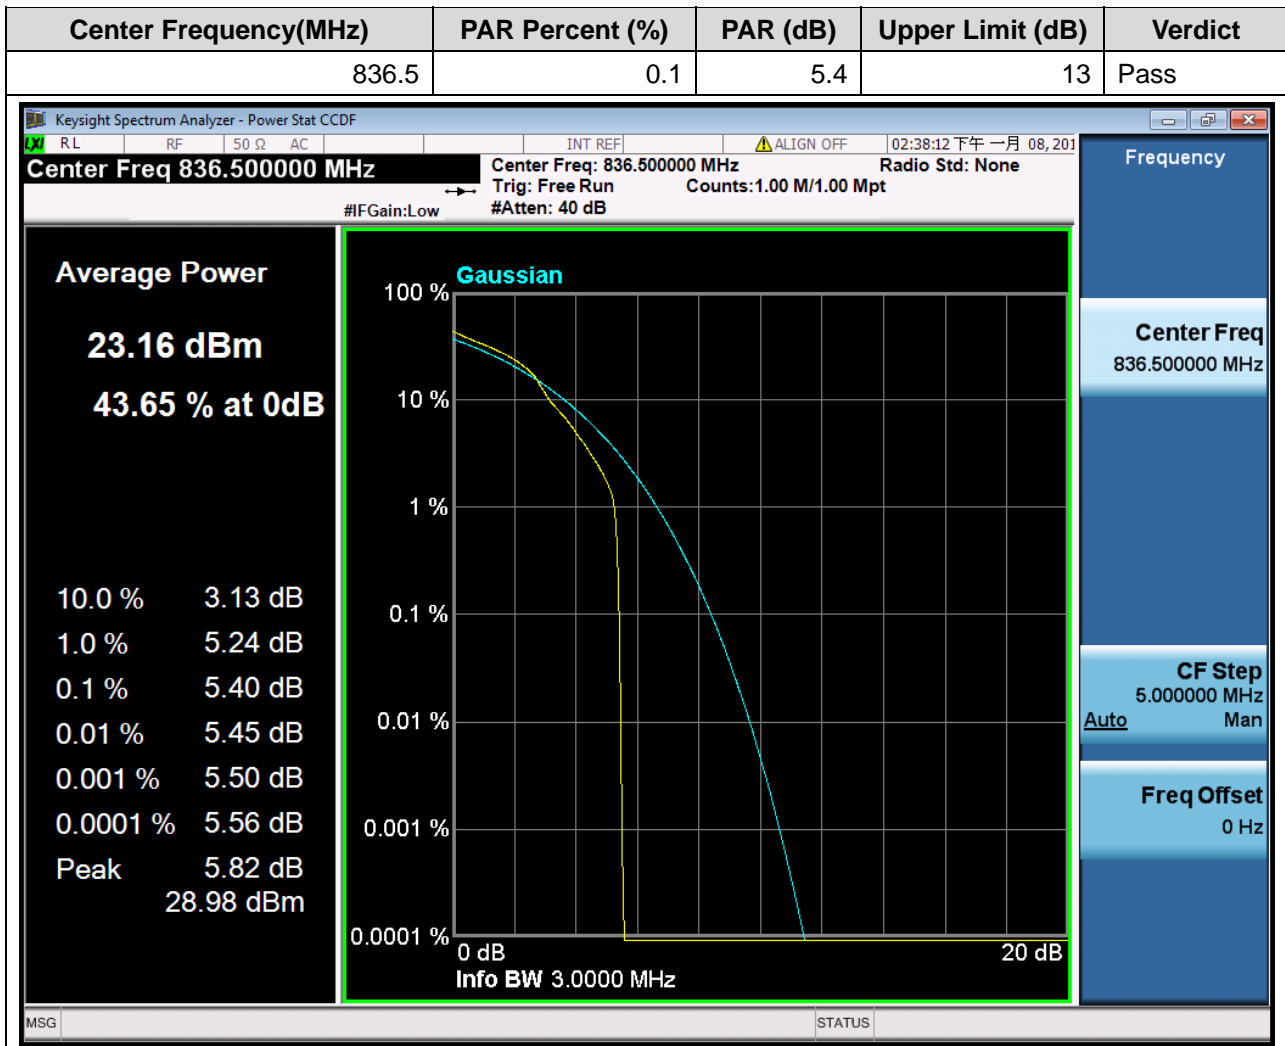 Center Frequency(MHz) PAR Percent (%) PAR (dB) Upper Limit (dB) Verdict
836.5 0.1 5.4 13 Pass
Keysight Spectrum Analyzer - Power Stat CCDF
LXI RL RF 50 Ω AC INT REF ALIGN OFF 02:38:12 下午 一月 08, 201
Center Freq 836.500000 MHz
Center Freq: 836.500000 MHz Radio Std: None
Trig: Free Run Counts:1.00 M/1.00 Mpt
#IFGain:Low #Atten: 40 dB
Average Power
23.16 dBm
43.65 % at 0dB
10.0 % 3.13 dB
1.0 % 5.24 dB
0.1 % 5.40 dB
0.01 % 5.45 dB
0.001 % 5.50 dB
0.0001 % 5.56 dB
Peak 5.82 dB
28.98 dBm
Gaussian
100 %
10 %
1 %
0.1 %
0.01 %
0.001 %
0.0001 %
0 dB 20 dB
Info BW 3.0000 MHz
Frequency
Center Freq
836.500000 MHz
CF Step
5.000000 MHz
Auto Man
Freq Offset
0 Hz
MSG STATUS